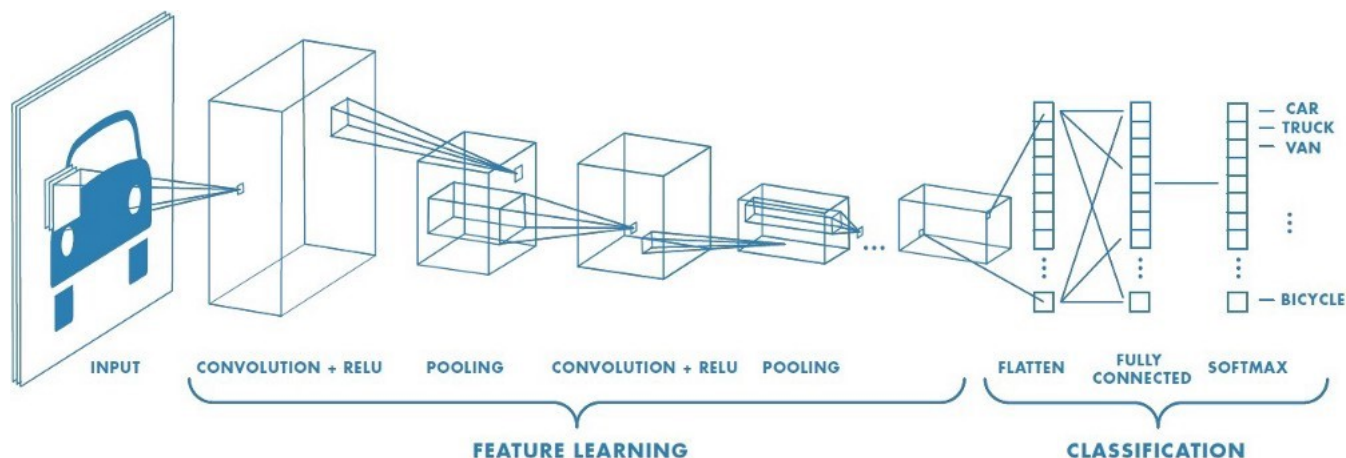 CAR
TRUCK
VAN
BICYCLE
INPUT
CONVOLUTION + RELU
POOLING
CONVOLUTION + RELU
POOLING
FLATTEN
FULLY
CONNECTED
SOFTMAX
FEATURE LEARNING
CLASSIFICATION